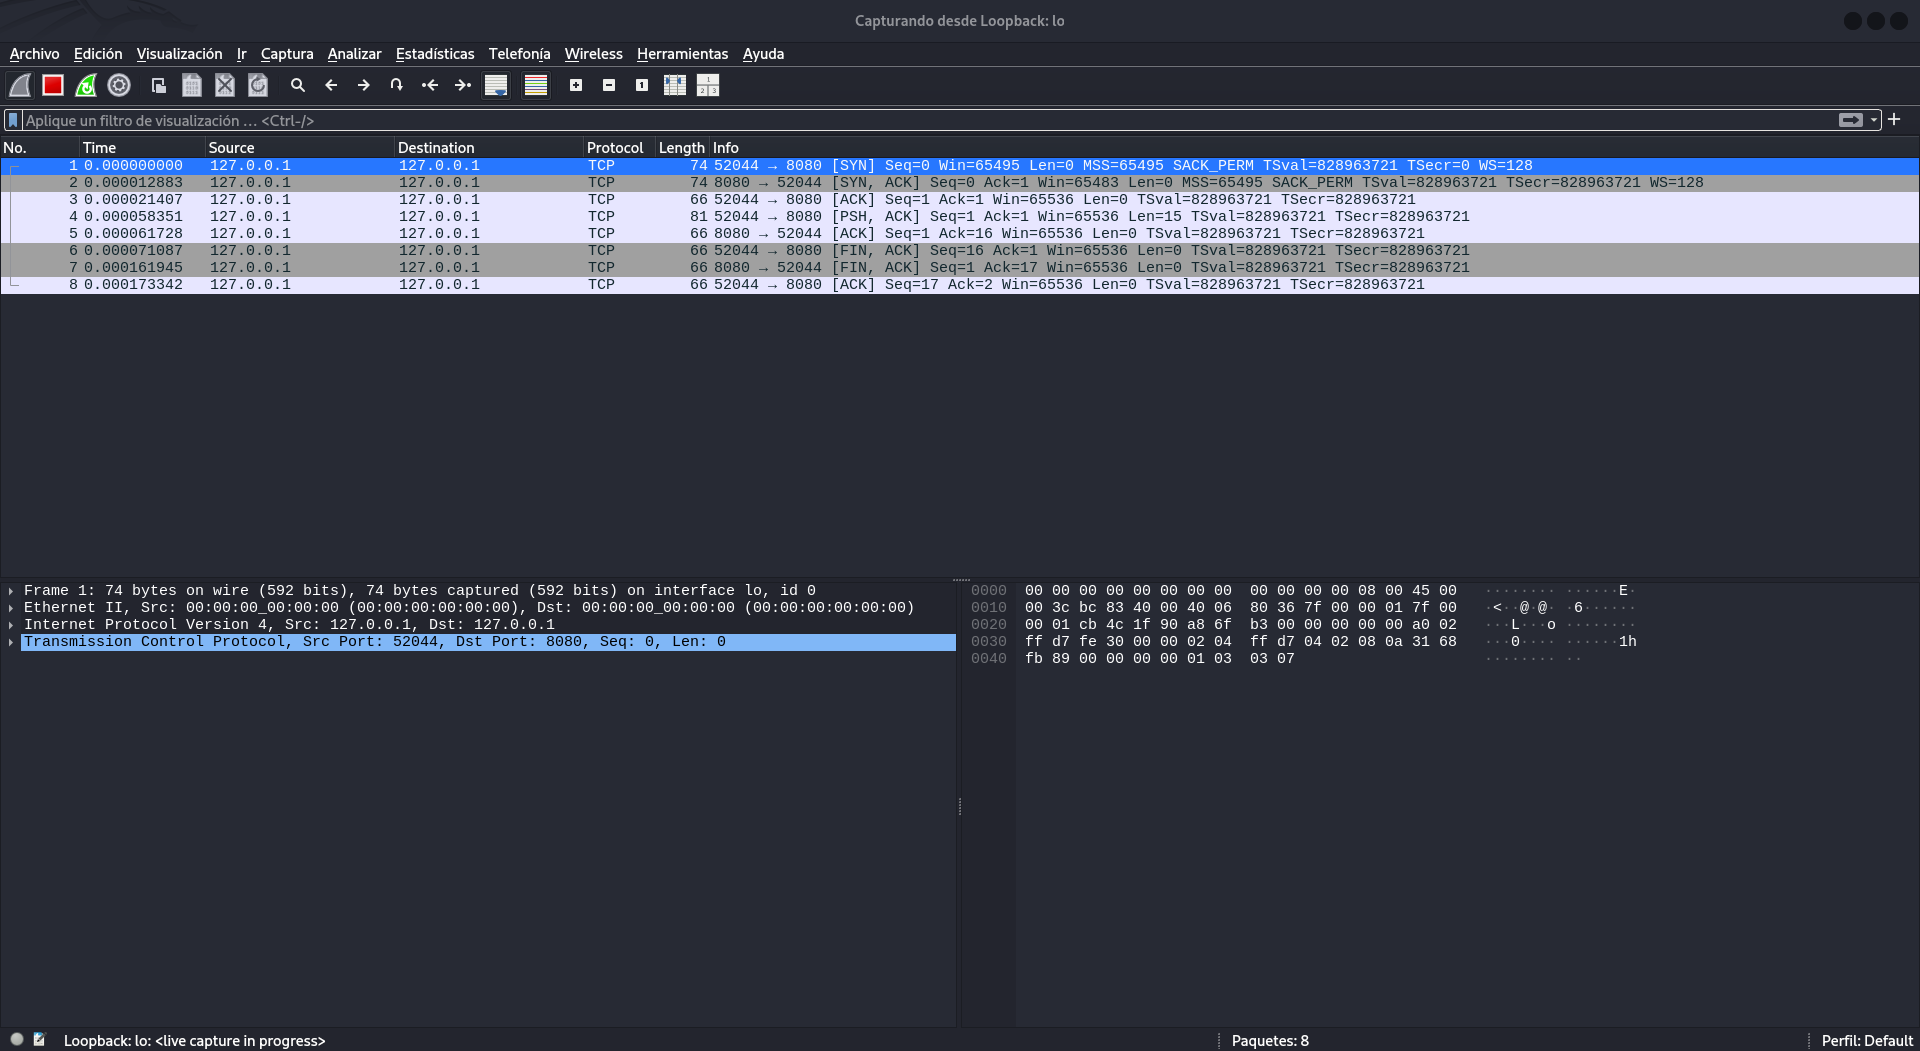 Capturando desde Loopback: lo
Archivo Edición Visualización Ir Captura Analizar Estadísticas Telefonía Wireless Herramientas Ayuda
Aplique un filtro de visualización … <Ctrl-/>
No. Time Source Destination Protocol Length Info
1 0.000000000 127.0.0.1 127.0.0.1 TCP 74 52044 → 8080 [SYN] Seq=0 Win=65495 Len=0 MSS=65495 SACK_PERM TSval=828963721 TSecr=0 WS=128
2 0.000012883 127.0.0.1 127.0.0.1 TCP 74 8080 → 52044 [SYN, ACK] Seq=0 Ack=1 Win=65483 Len=0 MSS=65495 SACK_PERM TSval=828963721 TSecr=828963721 WS=128
3 0.000021407 127.0.0.1 127.0.0.1 TCP 66 52044 → 8080 [ACK] Seq=1 Ack=1 Win=65536 Len=0 TSval=828963721 TSecr=828963721
4 0.000058351 127.0.0.1 127.0.0.1 TCP 81 52044 → 8080 [PSH, ACK] Seq=1 Ack=1 Win=65536 Len=15 TSval=828963721 TSecr=828963721
5 0.000061728 127.0.0.1 127.0.0.1 TCP 66 8080 → 52044 [ACK] Seq=1 Ack=16 Win=65536 Len=0 TSval=828963721 TSecr=828963721
6 0.000071087 127.0.0.1 127.0.0.1 TCP 66 52044 → 8080 [FIN, ACK] Seq=16 Ack=1 Win=65536 Len=0 TSval=828963721 TSecr=828963721
7 0.000161945 127.0.0.1 127.0.0.1 TCP 66 8080 → 52044 [FIN, ACK] Seq=1 Ack=17 Win=65536 Len=0 TSval=828963721 TSecr=828963721
8 0.000173342 127.0.0.1 127.0.0.1 TCP 66 52044 → 8080 [ACK] Seq=17 Ack=2 Win=65536 Len=0 TSval=828963721 TSecr=828963721
Frame 1: 74 bytes on wire (592 bits), 74 bytes captured (592 bits) on interface lo, id 0
Ethernet II, Src: 00:00:00_00:00:00 (00:00:00:00:00:00), Dst: 00:00:00_00:00:00 (00:00:00:00:00:00)
Internet Protocol Version 4, Src: 127.0.0.1, Dst: 127.0.0.1
Transmission Control Protocol, Src Port: 52044, Dst Port: 8080, Seq: 0, Len: 0
0000 00 00 00 00 00 00 00 00 00 00 00 00 08 00 45 00 ········ ······E·
0010 00 3c bc 83 40 00 40 06 80 36 7f 00 00 01 7f 00 ·<··@·@· ·6······
0020 00 01 cb 4c 1f 90 a8 6f b3 00 00 00 00 00 a0 02 ···L···o ········
0030 ff d7 fe 30 00 00 02 04 ff d7 04 02 08 0a 31 68 ···0···· ······1h
0040 fb 89 00 00 00 00 01 03 03 07 ········ ··
Loopback: lo: <live capture in progress>
Paquetes: 8
Perfil: Default